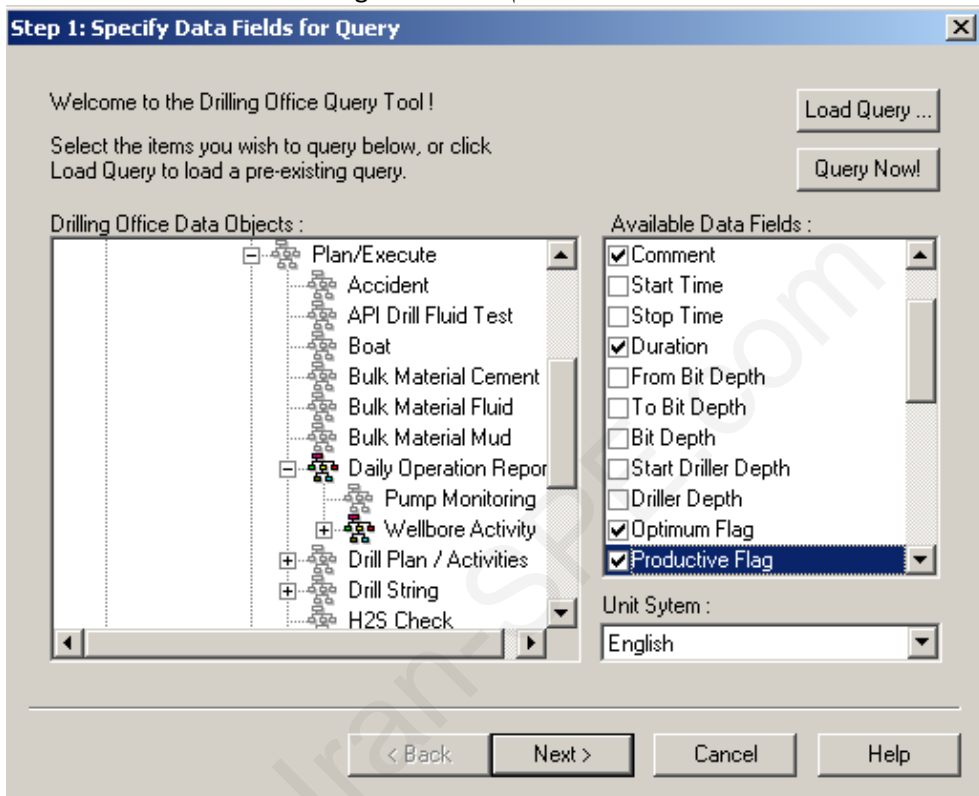 Step 1: Specify Data Fields for Query
Welcome to the Drilling Office Query Tool !
Load Query ...
Select the items you wish to query below, or click
Load Query to load a pre-existing query.
Query Now!
Drilling Office Data Objects :
Plan/Execute
Accident
API Drill Fluid Test
Boat
Bulk Material Cement
Bulk Material Fluid
Bulk Material Mud
Daily Operation Repor
Pump Monitoring
Wellbore Activity
Drill Plan / Activities
Drill String
H2S Check
Available Data Fields :
Comment
Start Time
Stop Time
Duration
From Bit Depth
To Bit Depth
Bit Depth
Start Driller Depth
Driller Depth
Optimum Flag
Productive Flag
Unit Sytem :
English
< Back
Next >
Cancel
Help
Iran-SPE.com